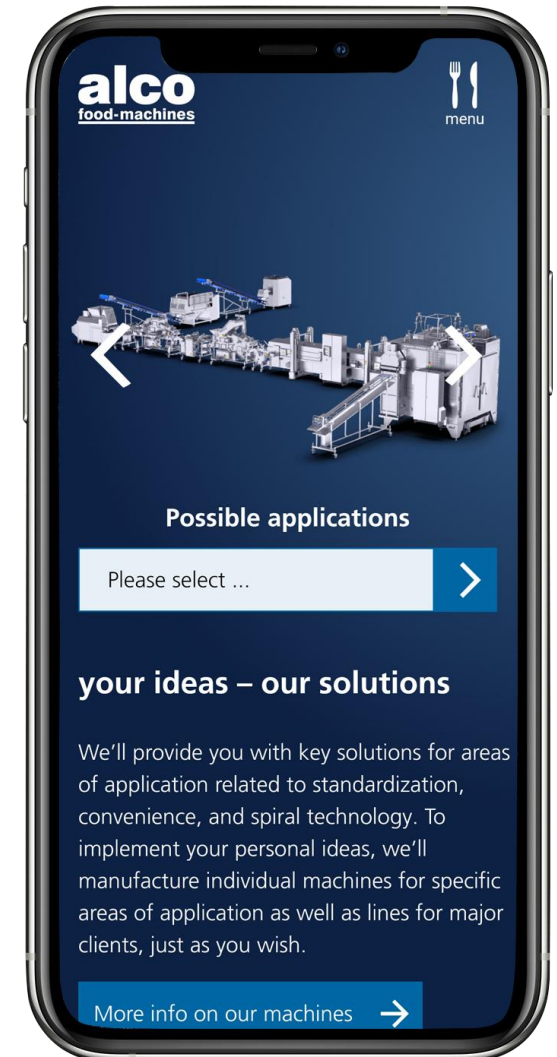 alco
food-machines
menu
Possible applications
Please select ...
your ideas – our solutions
We’ll provide you with key solutions for areas
of application related to standardization,
convenience, and spiral technology. To
implement your personal ideas, we’ll
manufacture individual machines for specific
areas of application as well as lines for major
clients, just as you wish.
More info on our machines